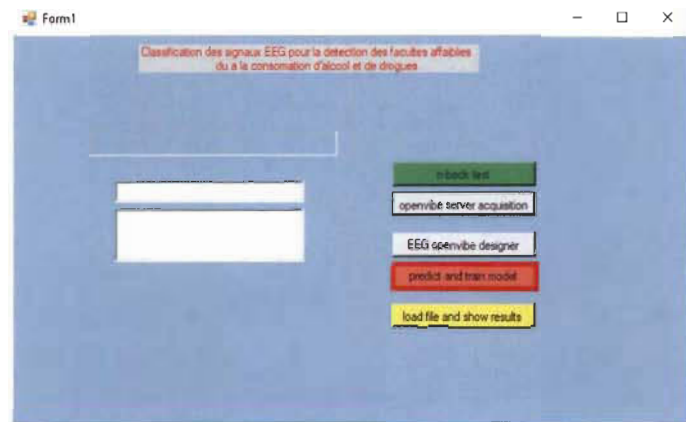 Form1
Classification des signaux EEG pour la detection des facultes affaiblies
du a la consomation d'alcool et de drogues
n-back test
openvibe server acquisition
EEG openvibe designer
predict and train model
load file and show results